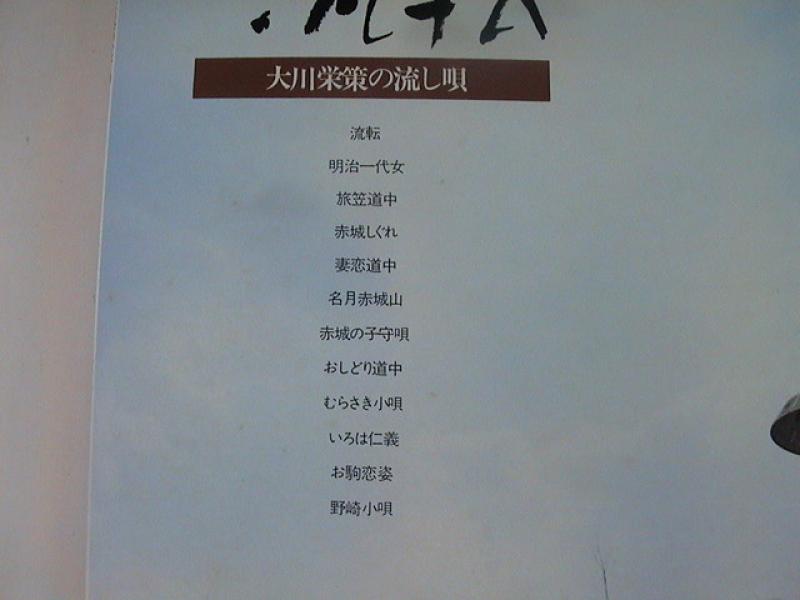 大川栄策の流し唄
流転
明治一代女
旅笠道中
赤城しぐれ
妻恋道中
名月赤城山
赤城の子守唄
おしどり道中
むらさき小唄
いろは仁義
お駒恋姿
野崎小唄